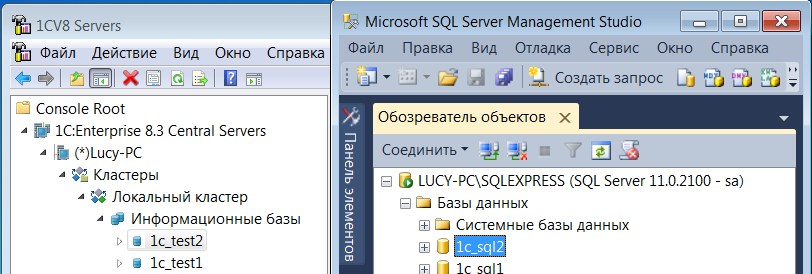 1CV8 Servers
Файл Действие Вид Окно Справка
Console Root
1C:Enterprise 8.3 Central Servers
(*)Lucy-PC
Кластеры
Локальный кластер
Информационные базы
1c_test2
1c_test1
Microsoft SQL Server Management Studio
Файл Правка Вид Отладка Сервис Окно Справка
Создать запрос
Панель элементов
Обозреватель объектов
Соединить
LUCY-PC\SQLEXPRESS (SQL Server 11.0.2100 - sa)
Базы данных
Системные базы данных
1c_sql2
1c_sql1